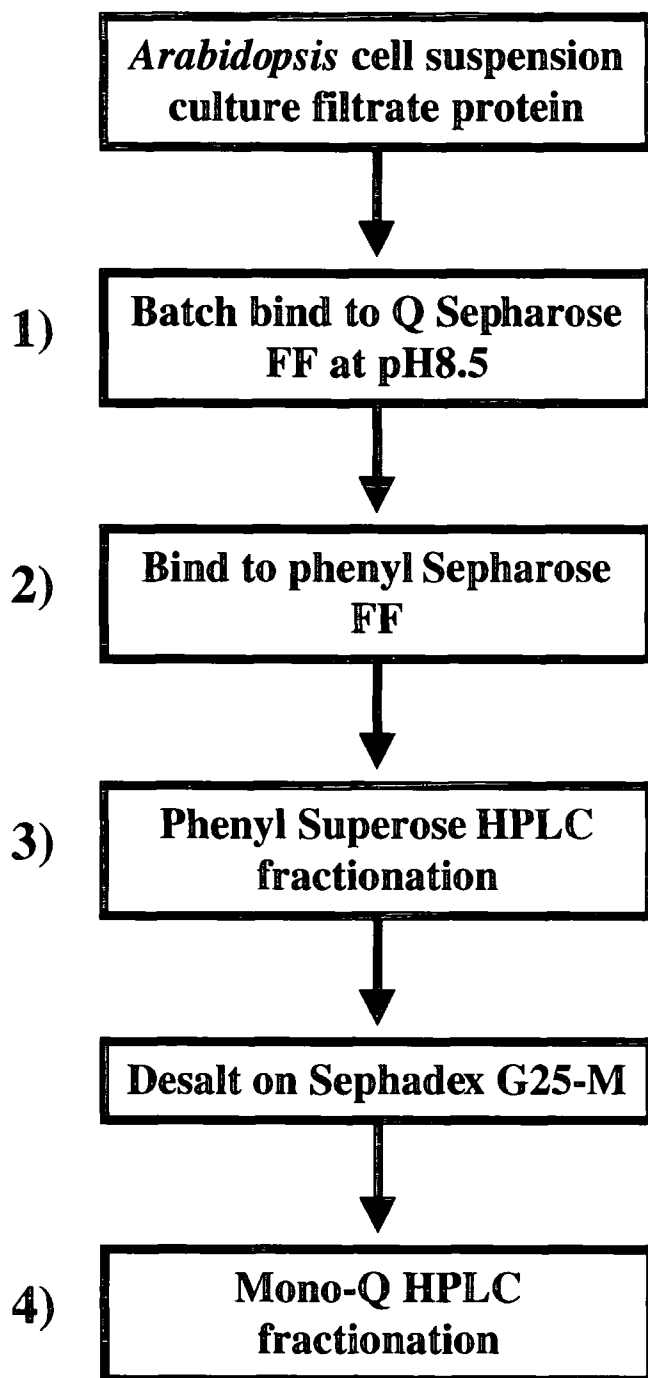 Arabidopsis cell suspension
culture filtrate protein
1)
Batch bind to Q Sepharose
FF at pH8.5
2)
Bind to phenyl Sepharose
FF
3)
Phenyl Superose HPLC
fractionation
Desalt on Sephadex G25-M
4)
Mono-Q HPLC
fractionation